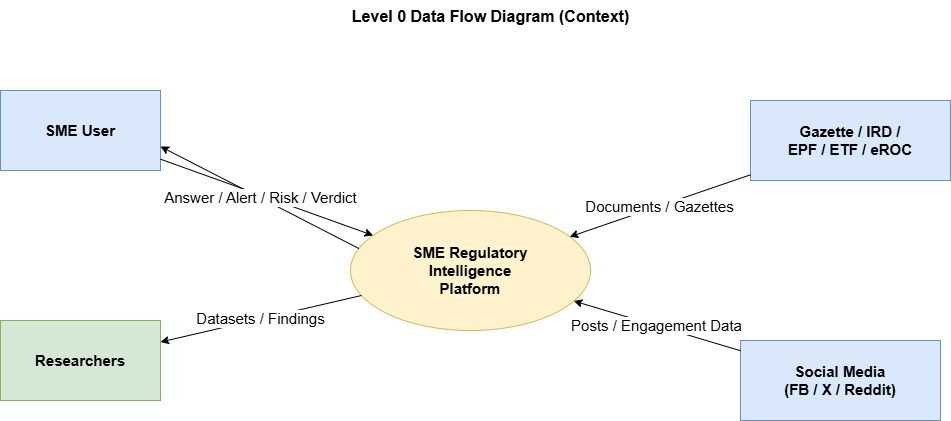 Level 0 Data Flow Diagram (Context)
SME User
Gazette / IRD /
EPF / ETF / eROC
Answer / Alert / Risk / Verdict
Documents / Gazettes
SME Regulatory
Intelligence
Platform
Datasets / Findings
Posts / Engagement Data
Researchers
Social Media
(FB / X / Reddit)